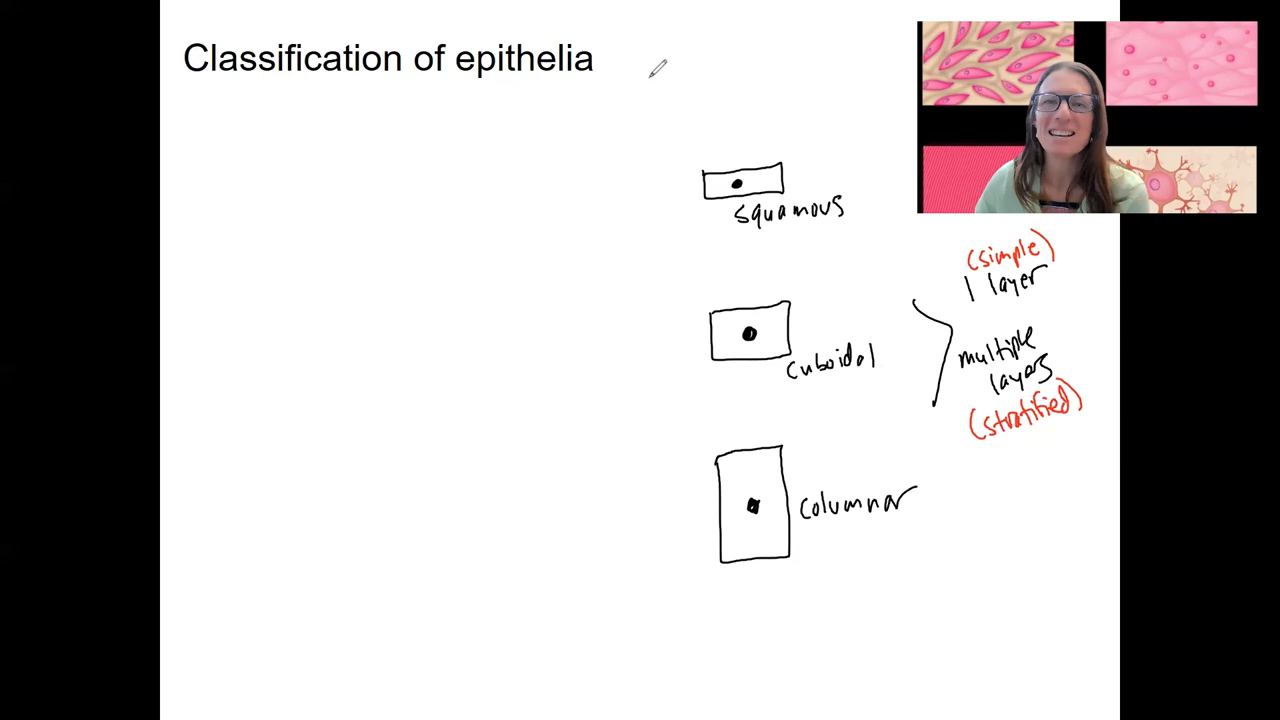 Classification of epithelia
squamous
(simple)
1 layer
cuboidal
multiple
layers
(stratified)
columnar